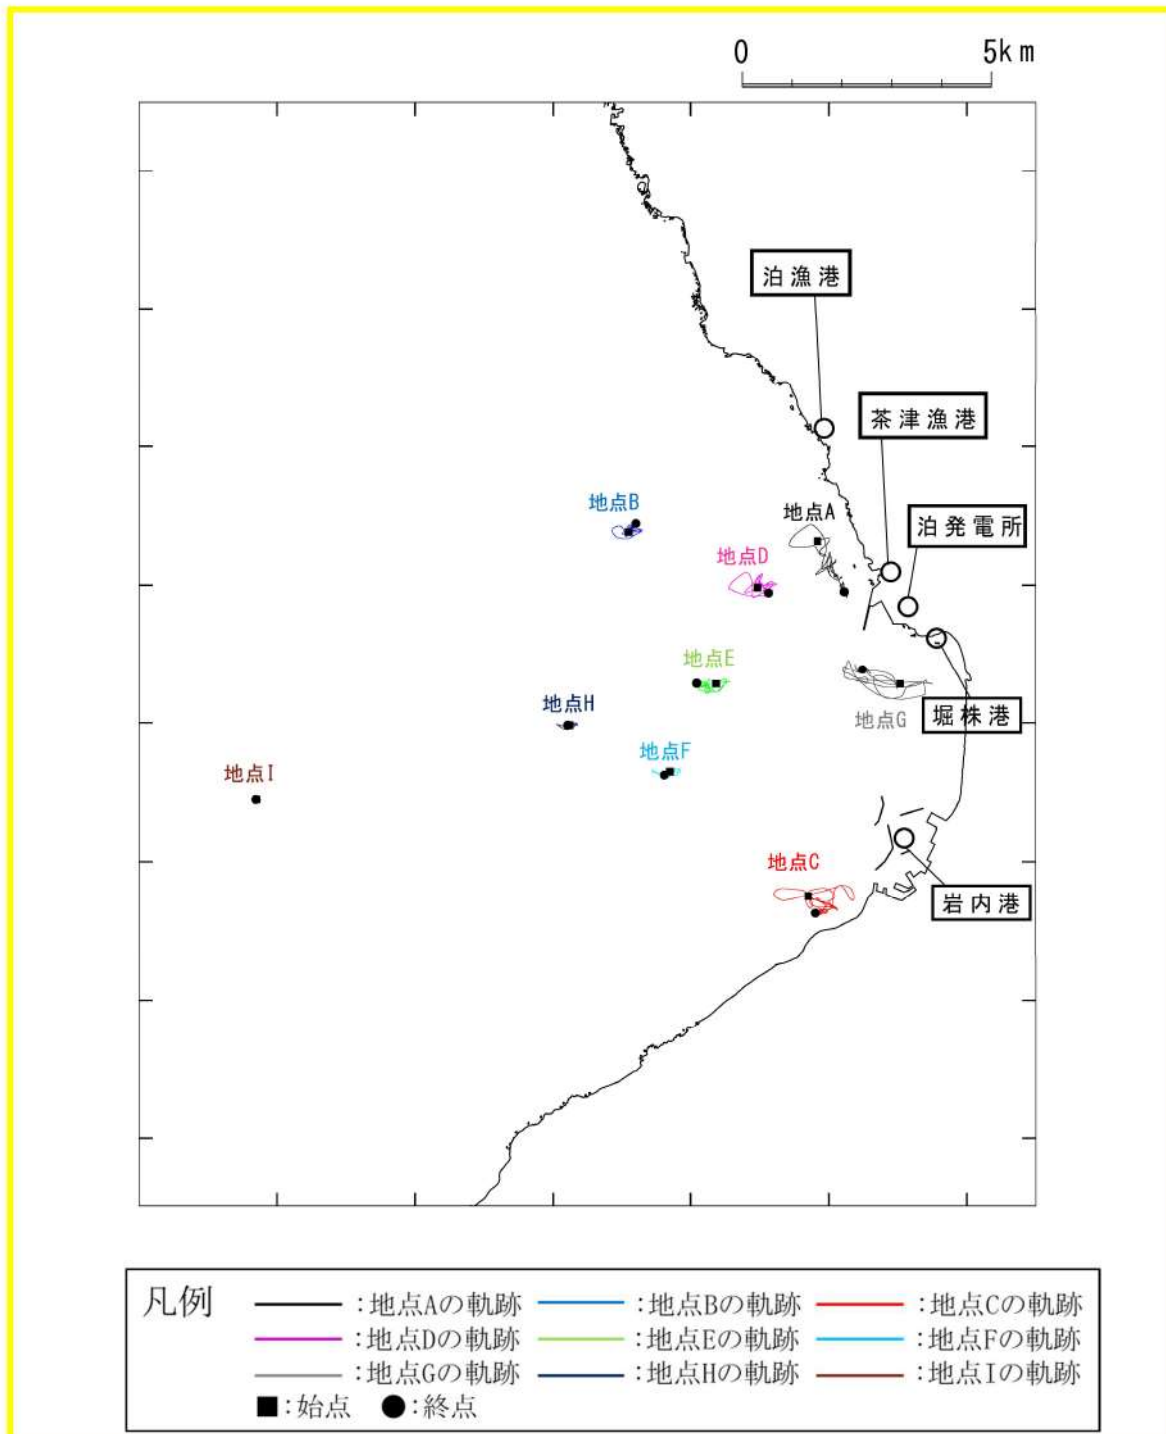 0 5km
泊漁港
茶津漁港
地点B
地点A
泊発電所
地点D
地点E
地点H
地点G
堀株港
地点F
地点I
地点C
岩内港
凡例 :地点Aの軌跡 :地点Bの軌跡 :地点Cの軌跡
:地点Dの軌跡 :地点Eの軌跡 :地点Fの軌跡
:地点Gの軌跡 :地点Hの軌跡 :地点Iの軌跡
■:始点 ●:終点